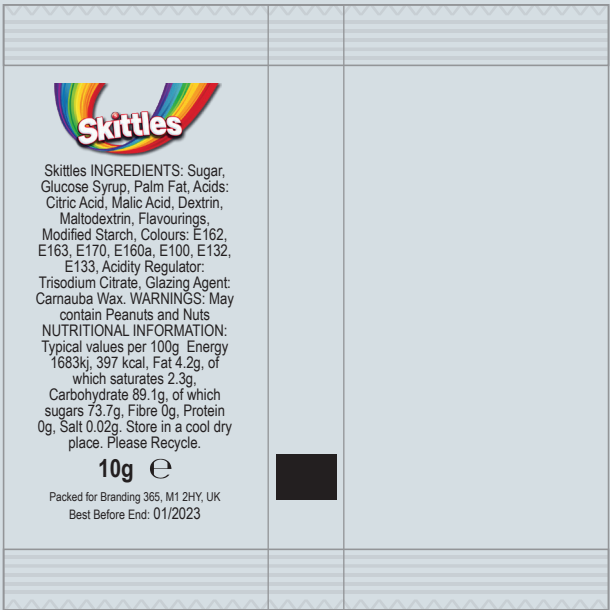 Skittles
Skittles INGREDIENTS: Sugar,
Glucose Syrup, Palm Fat, Acids:
Citric Acid, Malic Acid, Dextrin,
Maltodextrin, Flavourings,
Modified Starch, Colours: E162,
E163, E170, E160a, E100, E132,
E133, Acidity Regulator:
Trisodium Citrate, Glazing Agent:
Carnauba Wax. WARNINGS: May
contain Peanuts and Nuts
NUTRITIONAL INFORMATION:
Typical values per 100g Energy
1683kj, 397 kcal, Fat 4.2g, of
which saturates 2.3g,
Carbohydrate 89.1g, of which
sugars 73.7g, Fibre 0g, Protein
0g, Salt 0.02g. Store in a cool dry
place. Please Recycle.
10g ℮
Packed for Branding 365, M1 2HY, UK
Best Before End: 01/2023